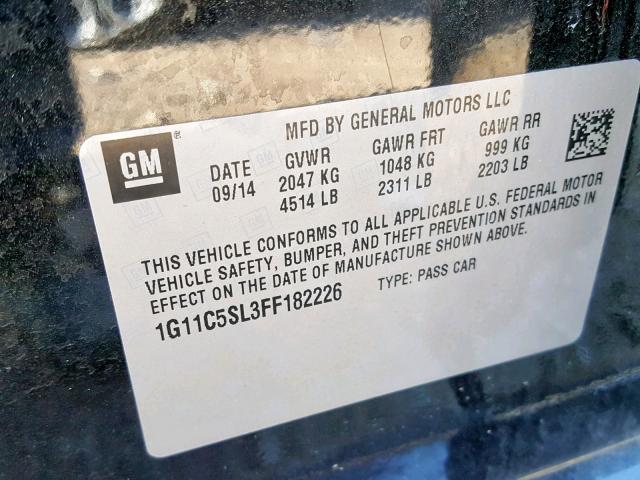 MFD BY GENERAL MOTORS LLC
GM ®
DATE GVWR GAWR FRT GAWR RR
09/14 2047 KG 1048 KG 999 KG
4514 LB 2311 LB 2203 LB
THIS VEHICLE CONFORMS TO ALL APPLICABLE U.S. FEDERAL MOTOR
VEHICLE SAFETY, BUMPER, AND THEFT PREVENTION STANDARDS IN
EFFECT ON THE DATE OF MANUFACTURE SHOWN ABOVE.
1G11C5SL3FF182226 TYPE: PASS CAR